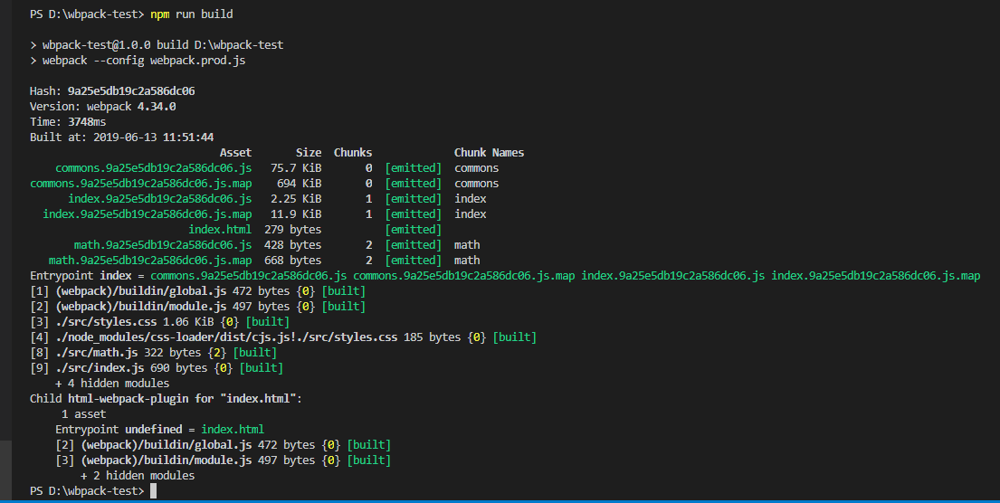 PS D:\wbpack-test> npm run build
> wbpack-test@1.0.0 build D:\wbpack-test
> webpack --config webpack.prod.js
Hash: 9a25e5db19c2a586dc06
Version: webpack 4.34.0
Time: 3748ms
Built at: 2019-06-13 11:51:44
Asset Size Chunks Chunk Names
commons.9a25e5db19c2a586dc06.js 75.7 KiB 0 [emitted] commons
commons.9a25e5db19c2a586dc06.js.map 694 KiB 0 [emitted] commons
index.9a25e5db19c2a586dc06.js 2.25 KiB 1 [emitted] index
index.9a25e5db19c2a586dc06.js.map 11.9 KiB 1 [emitted] index
index.html 279 bytes [emitted]
math.9a25e5db19c2a586dc06.js 428 bytes 2 [emitted] math
math.9a25e5db19c2a586dc06.js.map 668 bytes 2 [emitted] math
Entrypoint index = commons.9a25e5db19c2a586dc06.js commons.9a25e5db19c2a586dc06.js.map index.9a25e5db19c2a586dc06.js index.9a25e5db19c2a586dc06.js.map
[1] (webpack)/buildin/global.js 472 bytes {0} [built]
[2] (webpack)/buildin/module.js 497 bytes {0} [built]
[3] ./src/styles.css 1.06 KiB {0} [built]
[4] ./node_modules/css-loader/dist/cjs.js!./src/styles.css 185 bytes {0} [built]
[8] ./src/math.js 322 bytes {2} [built]
[9] ./src/index.js 690 bytes {0} [built]
+ 4 hidden modules
Child html-webpack-plugin for "index.html":
1 asset
Entrypoint undefined = index.html
[2] (webpack)/buildin/global.js 472 bytes {0} [built]
[3] (webpack)/buildin/module.js 497 bytes {0} [built]
+ 2 hidden modules
PS D:\wbpack-test>